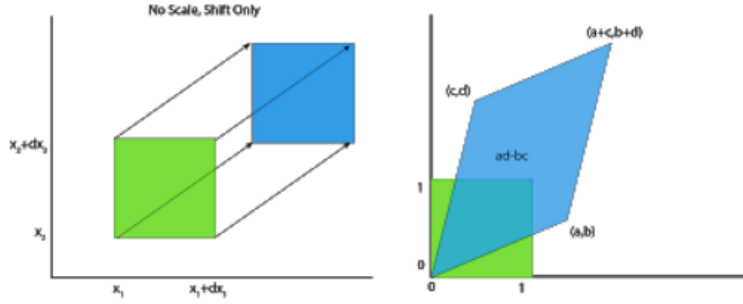 No Scale, Shift Only
x₂+dx₂
x₂
x₁
x₁+dx₁
(a+c,b+d)
(c,d)
ad-bc
1
(a,b)
0
0
1